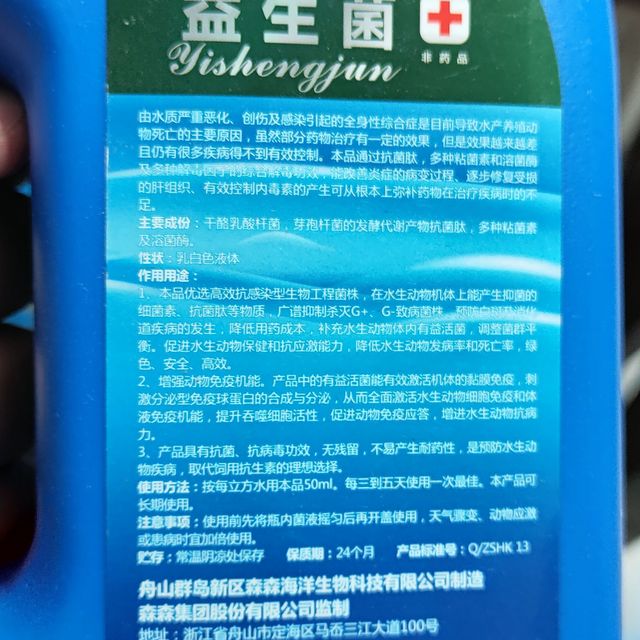 益生菌
非药品
Yishengjun
由水质严重恶化、创伤及感染引起的全身性综合症是目前导致水产养殖动
物死亡的主要原因，虽然部分药物治疗有一定的效果，但是效果越来越差
且仍有很多疾病得不到有效控制。本品通过抗菌肽，多种粘菌素和溶菌酶
及多种解毒因子的综合解毒功效，能改善炎症的病变过程、逐步修复受损
的肝组织、有效控制内毒素的产生可从根本上弥补药物在治疗疾病时的不
足。
主要成份：干酪乳酸杆菌，芽孢杆菌的发酵代谢产物抗菌肽，多种粘菌素
及溶菌酶。
性状：乳白色液体
作用用途：
1、本品优选高效抗感染型生物工程菌株，在水生动物机体上能产生抑菌的
细菌素、抗菌肽等物质，广谱抑制杀灭G+、G-致病菌株。预防白斑及消化
道疾病的发生，降低用药成本，补充水生动物体内有益活菌，调整菌群平
衡。促进水生动物保健和抗应激能力，降低水生动物发病率和死亡率，绿
色、安全、高效。
2、增强动物免疫机能。产品中的有益活菌能有效激活机体的黏膜免疫，刺
激分泌型免疫球蛋白的合成与分泌，从而全面激活水生动物细胞免疫和体
液免疫机能，提升吞噬细胞活性，促进动物免疫应答，增进水生动物抗病
力。
3、产品具有抗菌、抗病毒功效，无残留，不易产生耐药性，是预防水生动
物疾病，取代饲用抗生素的理想选择。
使用方法：按每立方水用本品50ml。每三到五天使用一次最佳。本产品可
长期使用。
注意事项：使用前先将瓶内菌液摇匀后再开盖使用，天气骤变、动物应激
或患病时宜加倍使用。
贮存：常温阴凉处保存 保质期：24个月 产品标准号：Q/ZSHK 13
舟山群岛新区森森海洋生物科技有限公司制造
森森集团股份有限公司监制
地址：浙江省舟山市定海区马岙三江大道100号